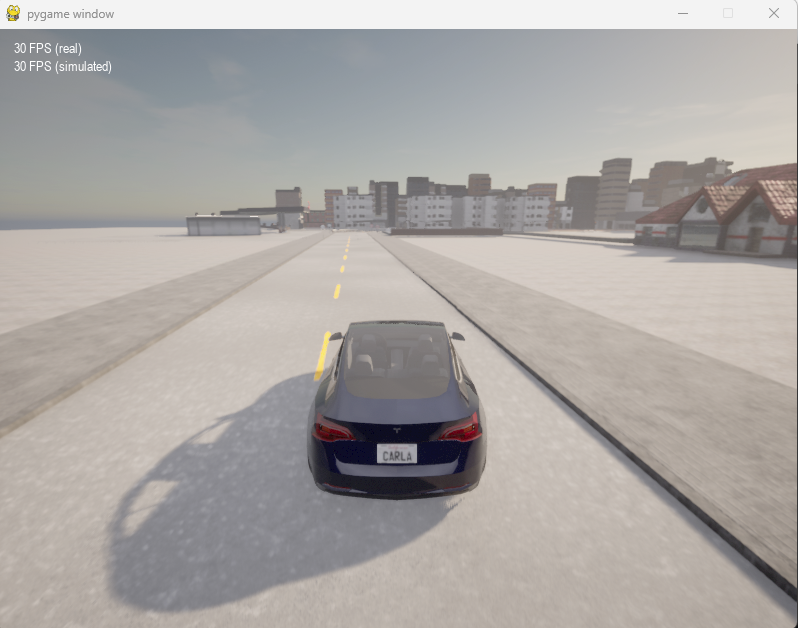 pygame window
30 FPS (real)
30 FPS (simulated)
CARLA